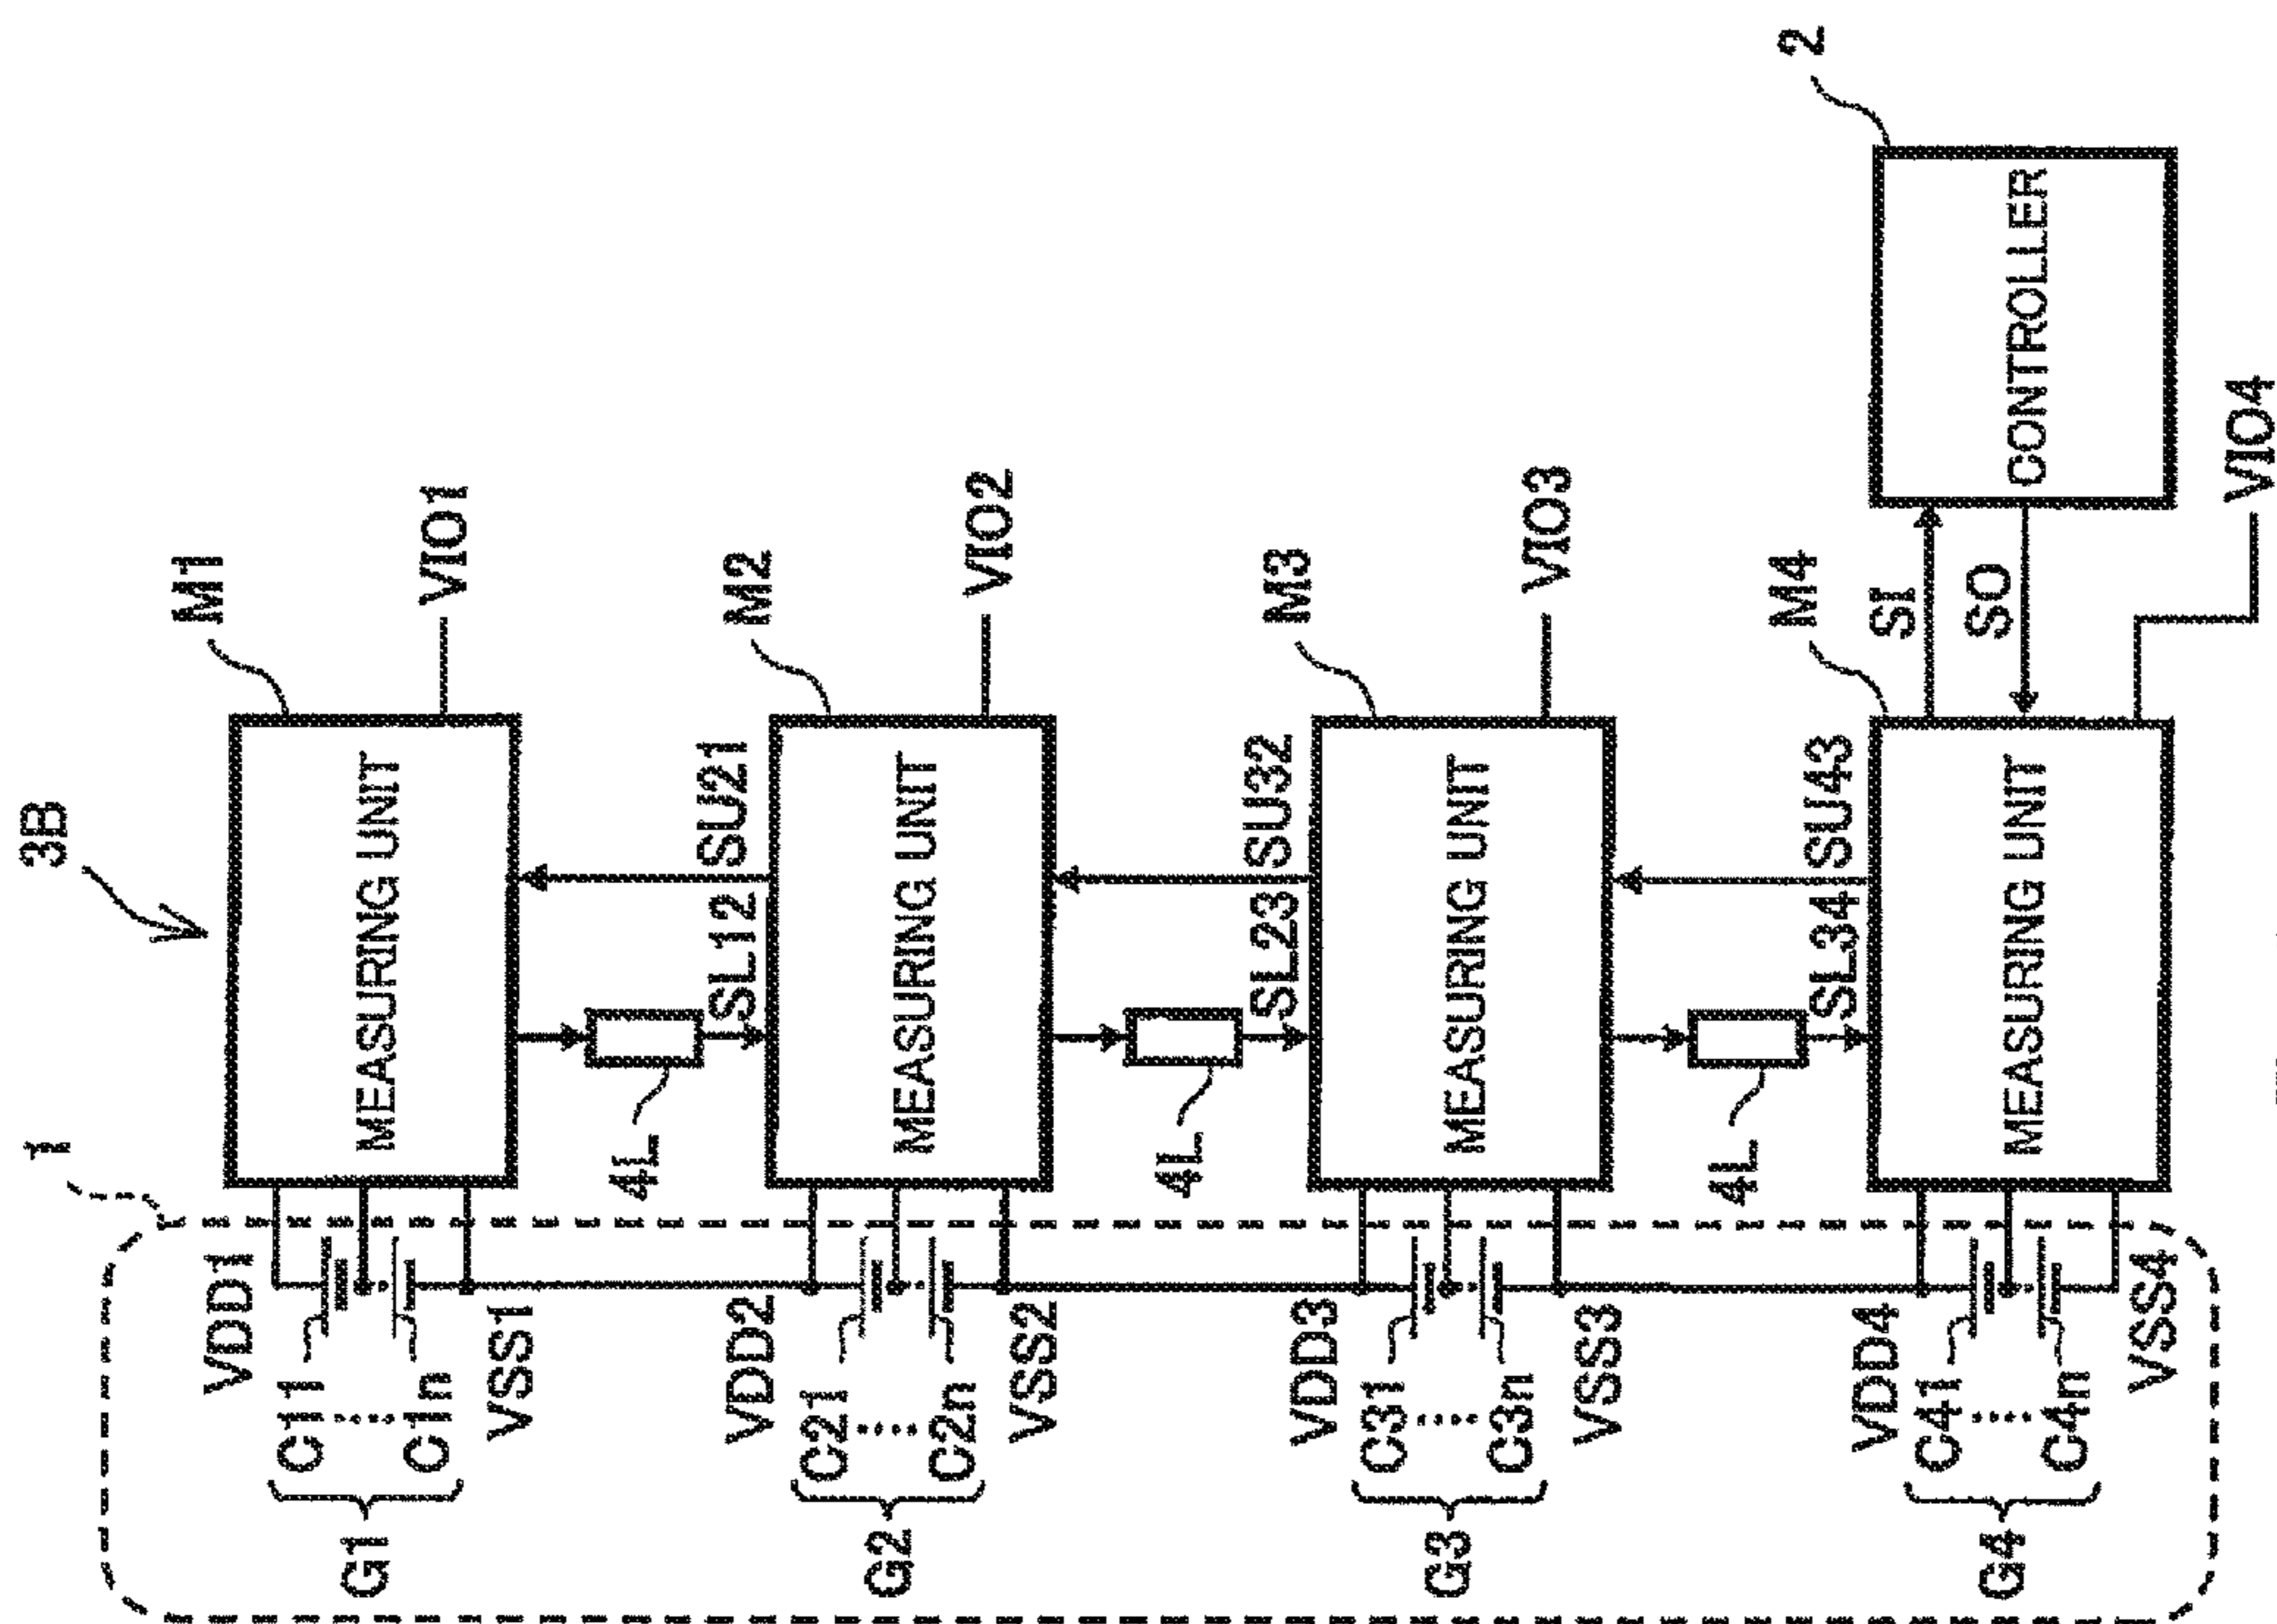 3B
1
VDD1
C11
C1n
G1
VSS1
MEASURING UNIT
M1
VIO1
4L
SL12
SU21
VDD2
C21
C2n
G2
VSS2
MEASURING UNIT
M2
VIO2
4L
SL23
SU32
VDD3
C31
C3n
G3
VSS3
MEASURING UNIT
M3
VIO3
4L
SL34
SU43
VDD4
C41
C4n
G4
VSS4
MEASURING UNIT
M4
SI
SO
VIO4
CONTROLLER
2